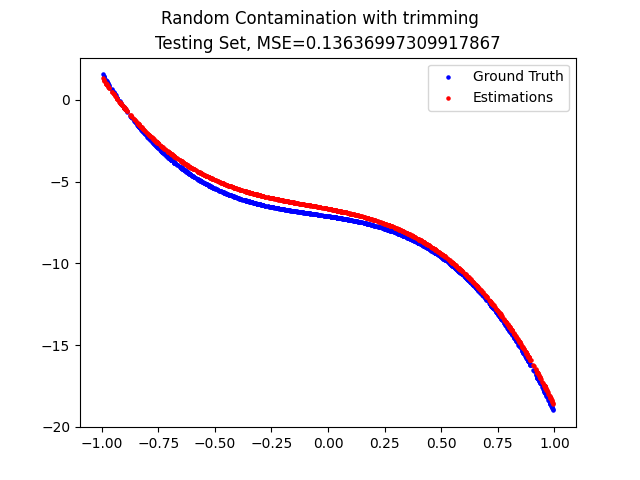 Random Contamination with trimming
Testing Set, MSE=0.13636997309917867
Ground Truth
Estimations
0
−5
−10
−15
−20
−1.00 −0.75 −0.50 −0.25 0.00 0.25 0.50 0.75 1.00